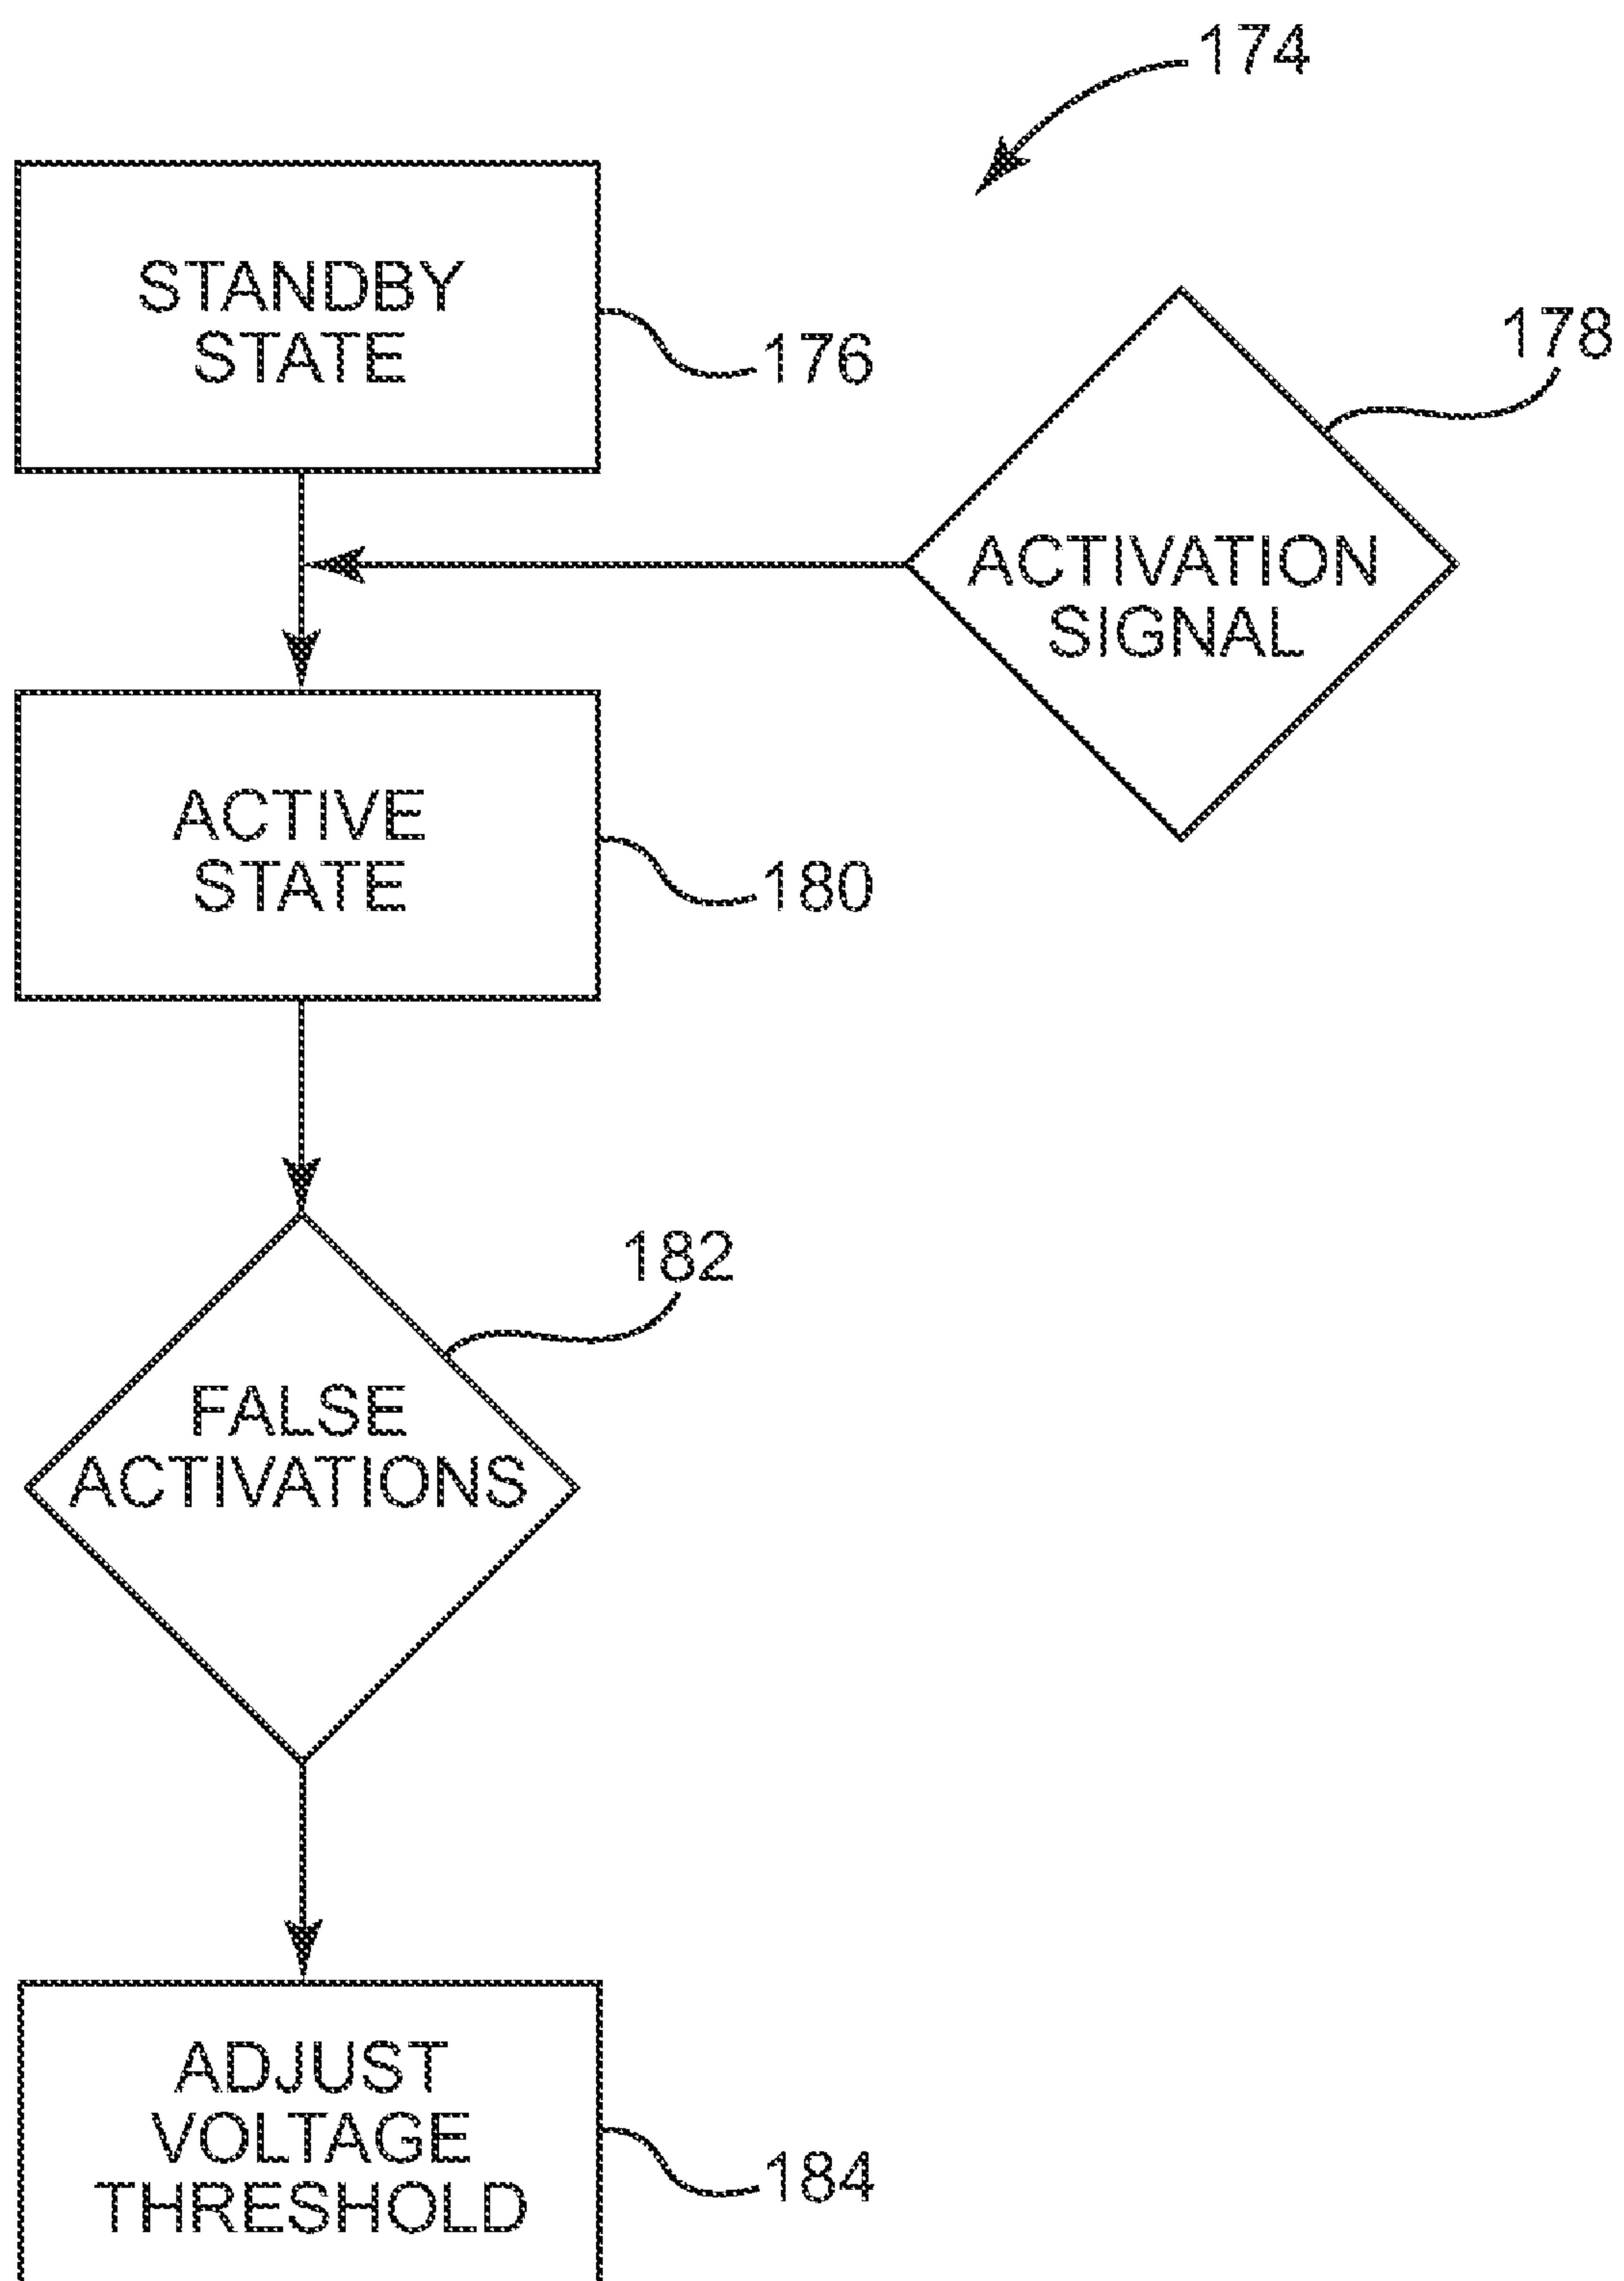 174
STANDBY
STATE
176
178
ACTIVATION
SIGNAL
ACTIVE
STATE
180
182
FALSE
ACTIVATIONS
ADJUST
VOLTAGE
THRESHOLD
184